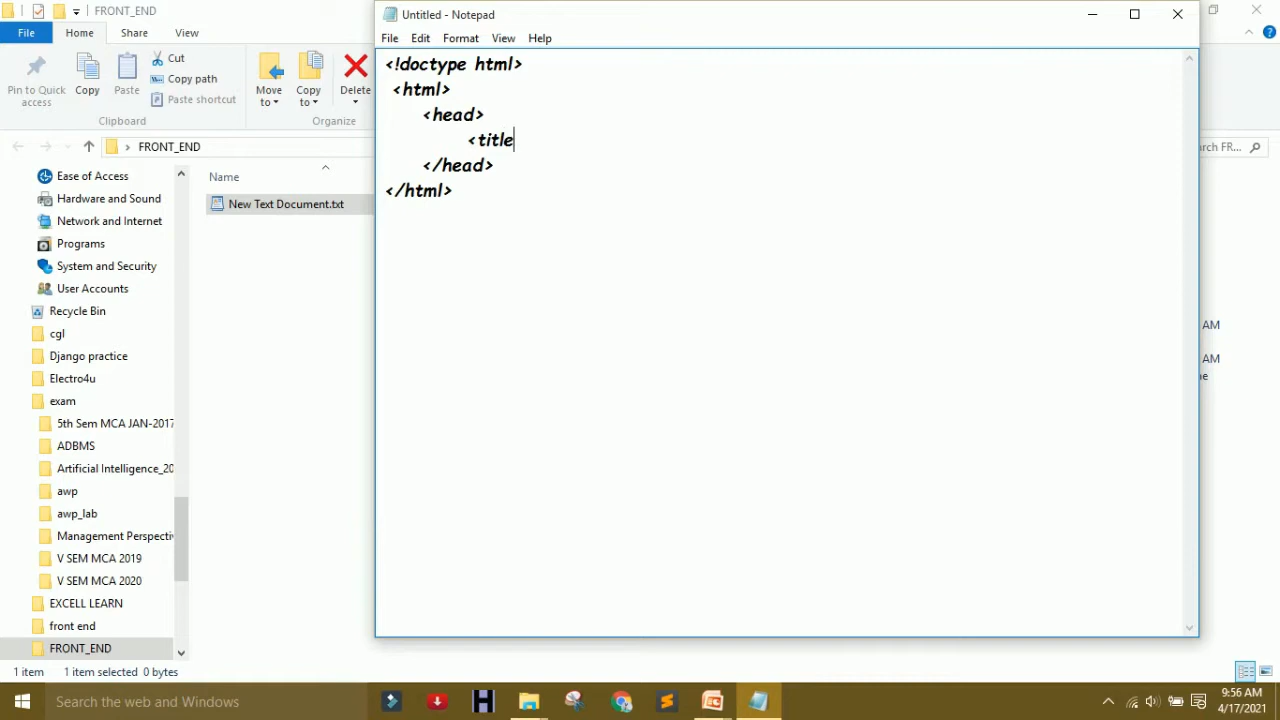 FRONT_END
Untitled - Notepad
File Home Share View
File Edit Format View Help
Pin to Quick access
Copy
Paste
Cut
Copy path
Paste shortcut
Move to
Copy to
Delete
Clipboard
Organize
FRONT_END
Ease of Access
Hardware and Sound
Network and Internet
Programs
System and Security
User Accounts
Recycle Bin
cgl
Django practice
Electro4u
exam
5th Sem MCA JAN-2017
ADBMS
Artificial Intelligence_20
awp
awp_lab
Management Perspecti
V SEM MCA 2019
V SEM MCA 2020
EXCELL LEARN
front end
FRONT_END
Name
New Text Document.txt
<!doctype html>
<html>
<head>
<title
</head>
</html>
rch FR...
AM
AM
1 item 1 item selected 0 bytes
Search the web and Windows
9:56 AM
4/17/2021